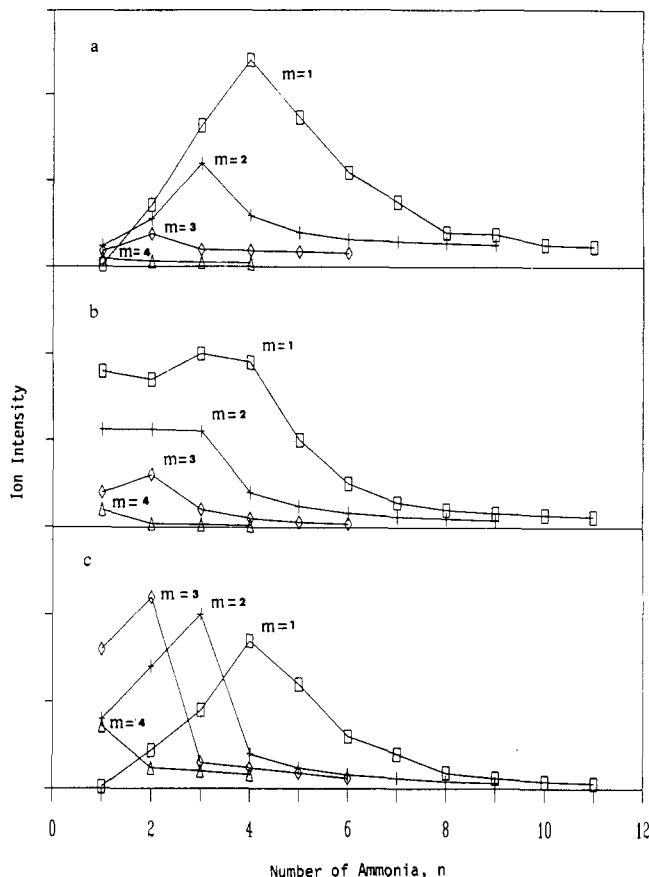 a
m=1
m=2
m=3
m=4
b
m=1
m=2
m=3
m=4
c
m=3
m=2
m=1
m=4
Ion Intensity
0 2 4 6 8 10 12
Number of Ammonia, n